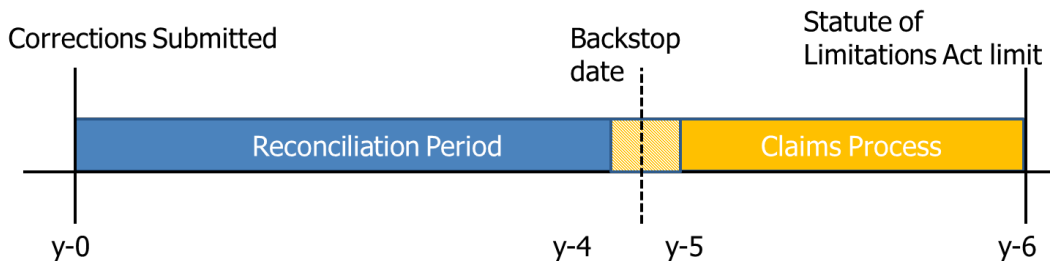 Corrections Submitted
Backstop
date
Statute of
Limitations Act limit
Reconciliation Period
Claims Process
y-0
y-4
y-5
y-6